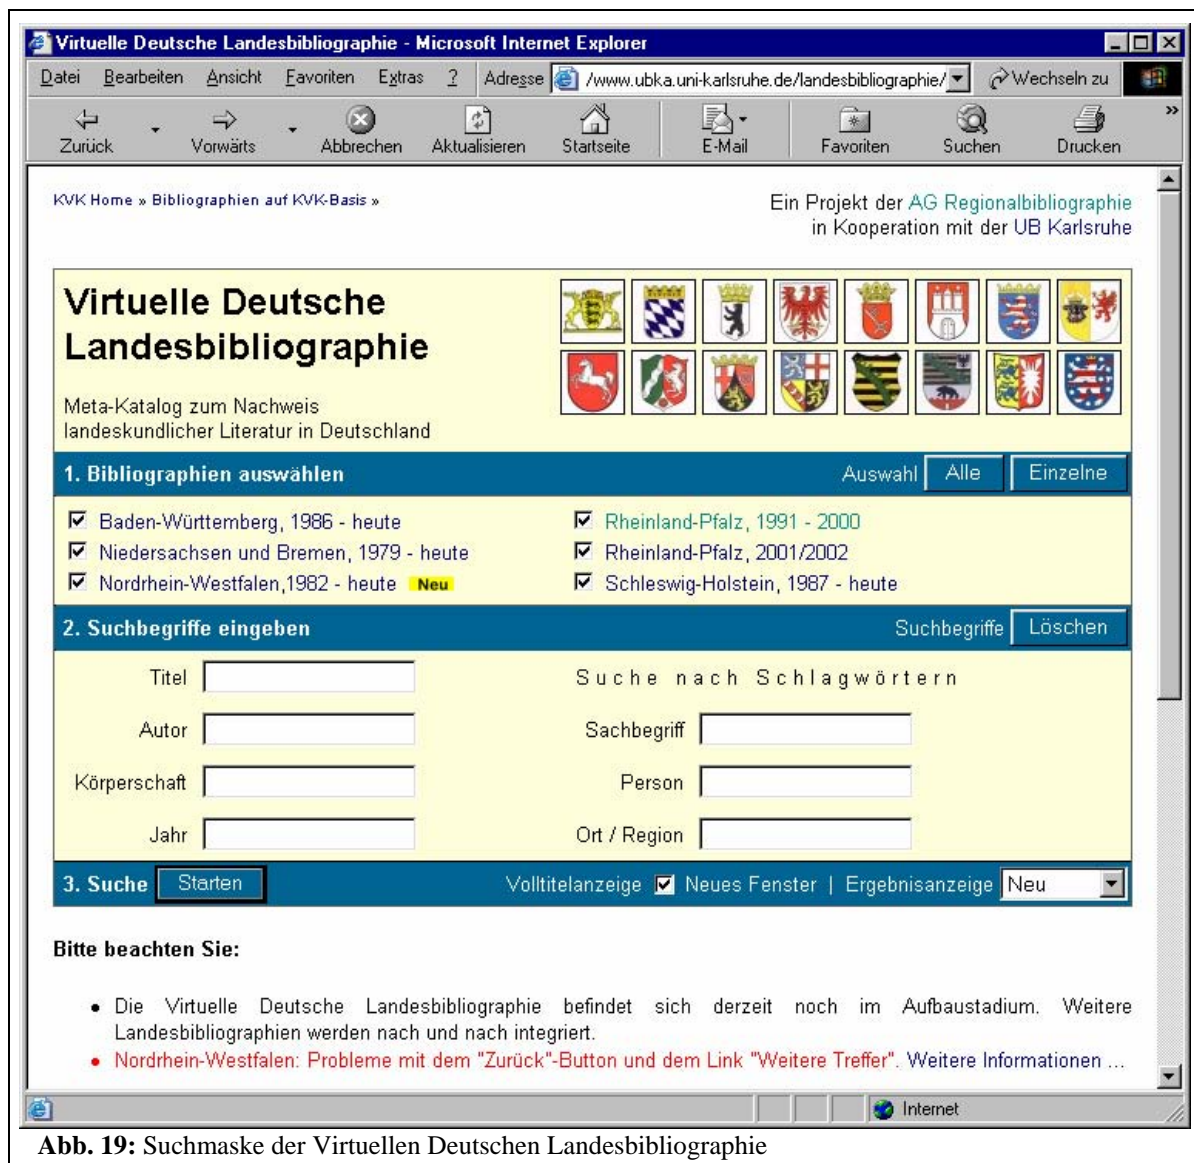 Virtuelle Deutsche Landesbibliographie - Microsoft Internet Explorer
Datei Bearbeiten Ansicht Favoriten Extras ? Adresse /www.ubka.uni-karlsruhe.de/landesbibliographie/ Wechseln zu
Zurück Vorwärts Abbrechen Aktualisieren Startseite E-Mail Favoriten Suchen Drucken »
KVK Home » Bibliographien auf KVK-Basis »
Ein Projekt der AG Regionalbibliographie
in Kooperation mit der UB Karlsruhe
Virtuelle Deutsche
Landesbibliographie
Meta-Katalog zum Nachweis
landeskundlicher Literatur in Deutschland
1. Bibliographien auswählen Auswahl Alle Einzelne
Baden-Württemberg, 1986 - heute Rheinland-Pfalz, 1991 - 2000
Niedersachsen und Bremen, 1979 - heute Rheinland-Pfalz, 2001/2002
Nordrhein-Westfalen,1982 - heute Neu Schleswig-Holstein, 1987 - heute
2. Suchbegriffe eingeben Suchbegriffe Löschen
Titel Suche nach Schlagwörtern
Autor Sachbegriff
Körperschaft Person
Jahr Ort / Region
3. Suche Starten Volltitelanzeige Neues Fenster | Ergebnisanzeige Neu
Bitte beachten Sie:
• Die Virtuelle Deutsche Landesbibliographie befindet sich derzeit noch im Aufbaustadium. Weitere
Landesbibliographien werden nach und nach integriert.
• Nordrhein-Westfalen: Probleme mit dem "Zurück"-Button und dem Link "Weitere Treffer". Weitere Informationen ...
Internet
Abb. 19: Suchmaske der Virtuellen Deutschen Landesbibliographie